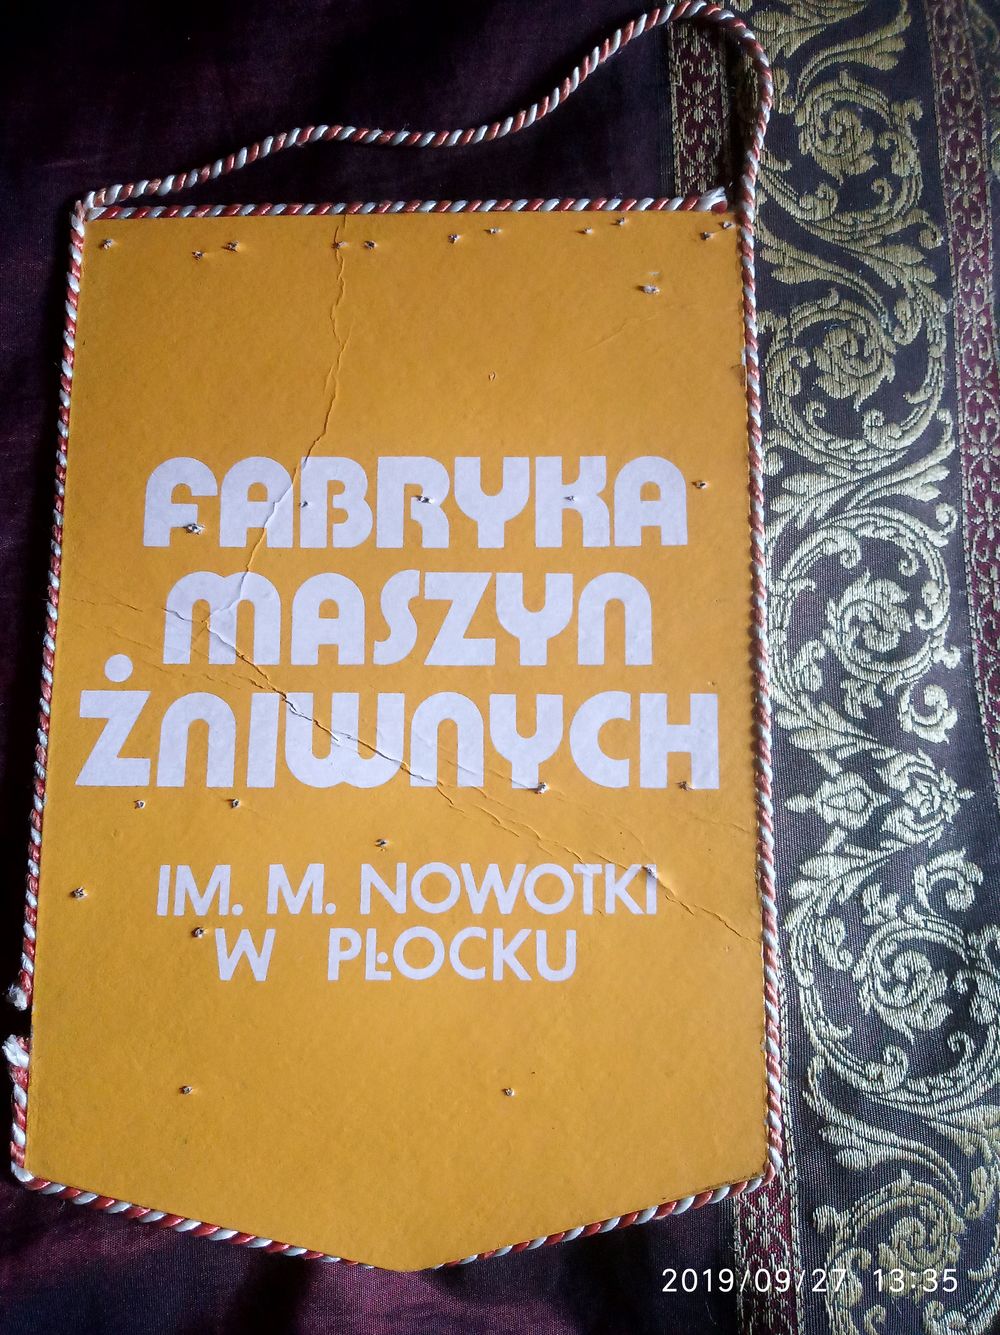 FABRYKA
MASZYN
ŻNIWNYCH
IM. M. NOWOTKI
W PŁOCKU
2019/09/27 13:35